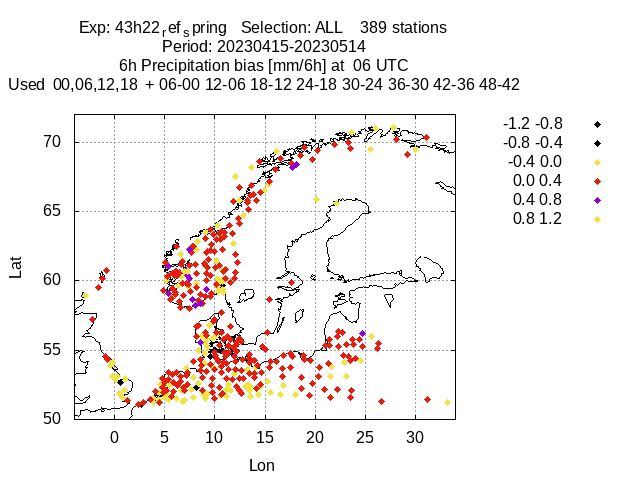 Exp: 43h22ref_spring   Selection: ALL    389 stations
Period: 20230415-20230514
6h Precipitation bias [mm/6h] at  06 UTC
Used  00,06,12,18  + 06-00 12-06 18-12 24-18 30-24 36-30 42-36 48-42
-1.2 -0.8
-0.8 -0.4
-0.4 0.0
0.0 0.4
0.4 0.8
0.8 1.2
70
65
60
55
50
Lat
0 5 10 15 20 25 30
Lon